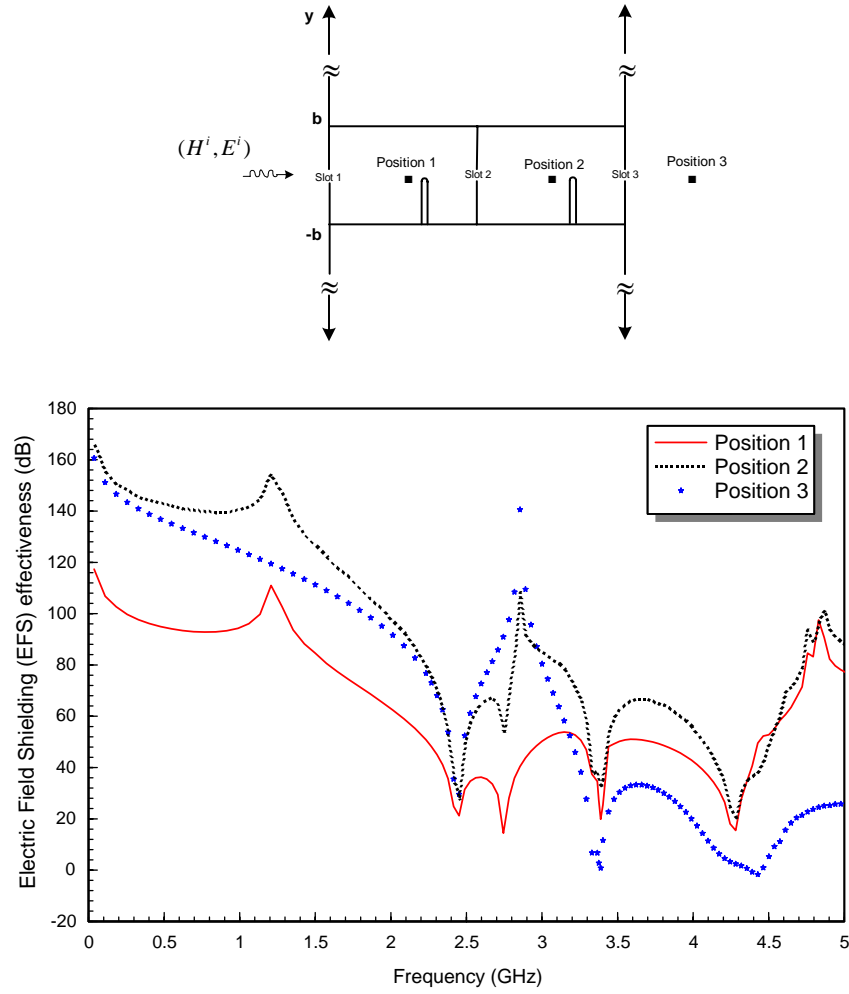 y
b
(Hⁱ, Eⁱ)
Position 1
Position 2
Position 3
Slot 1
Slot 2
Slot 3
-b
Electric Field Shielding (EFS) effectiveness (dB)
180
160
140
120
100
80
60
40
20
0
-20
Position 1
Position 2
Position 3
0 0.5 1 1.5 2 2.5 3 3.5 4 4.5 5
Frequency (GHz)